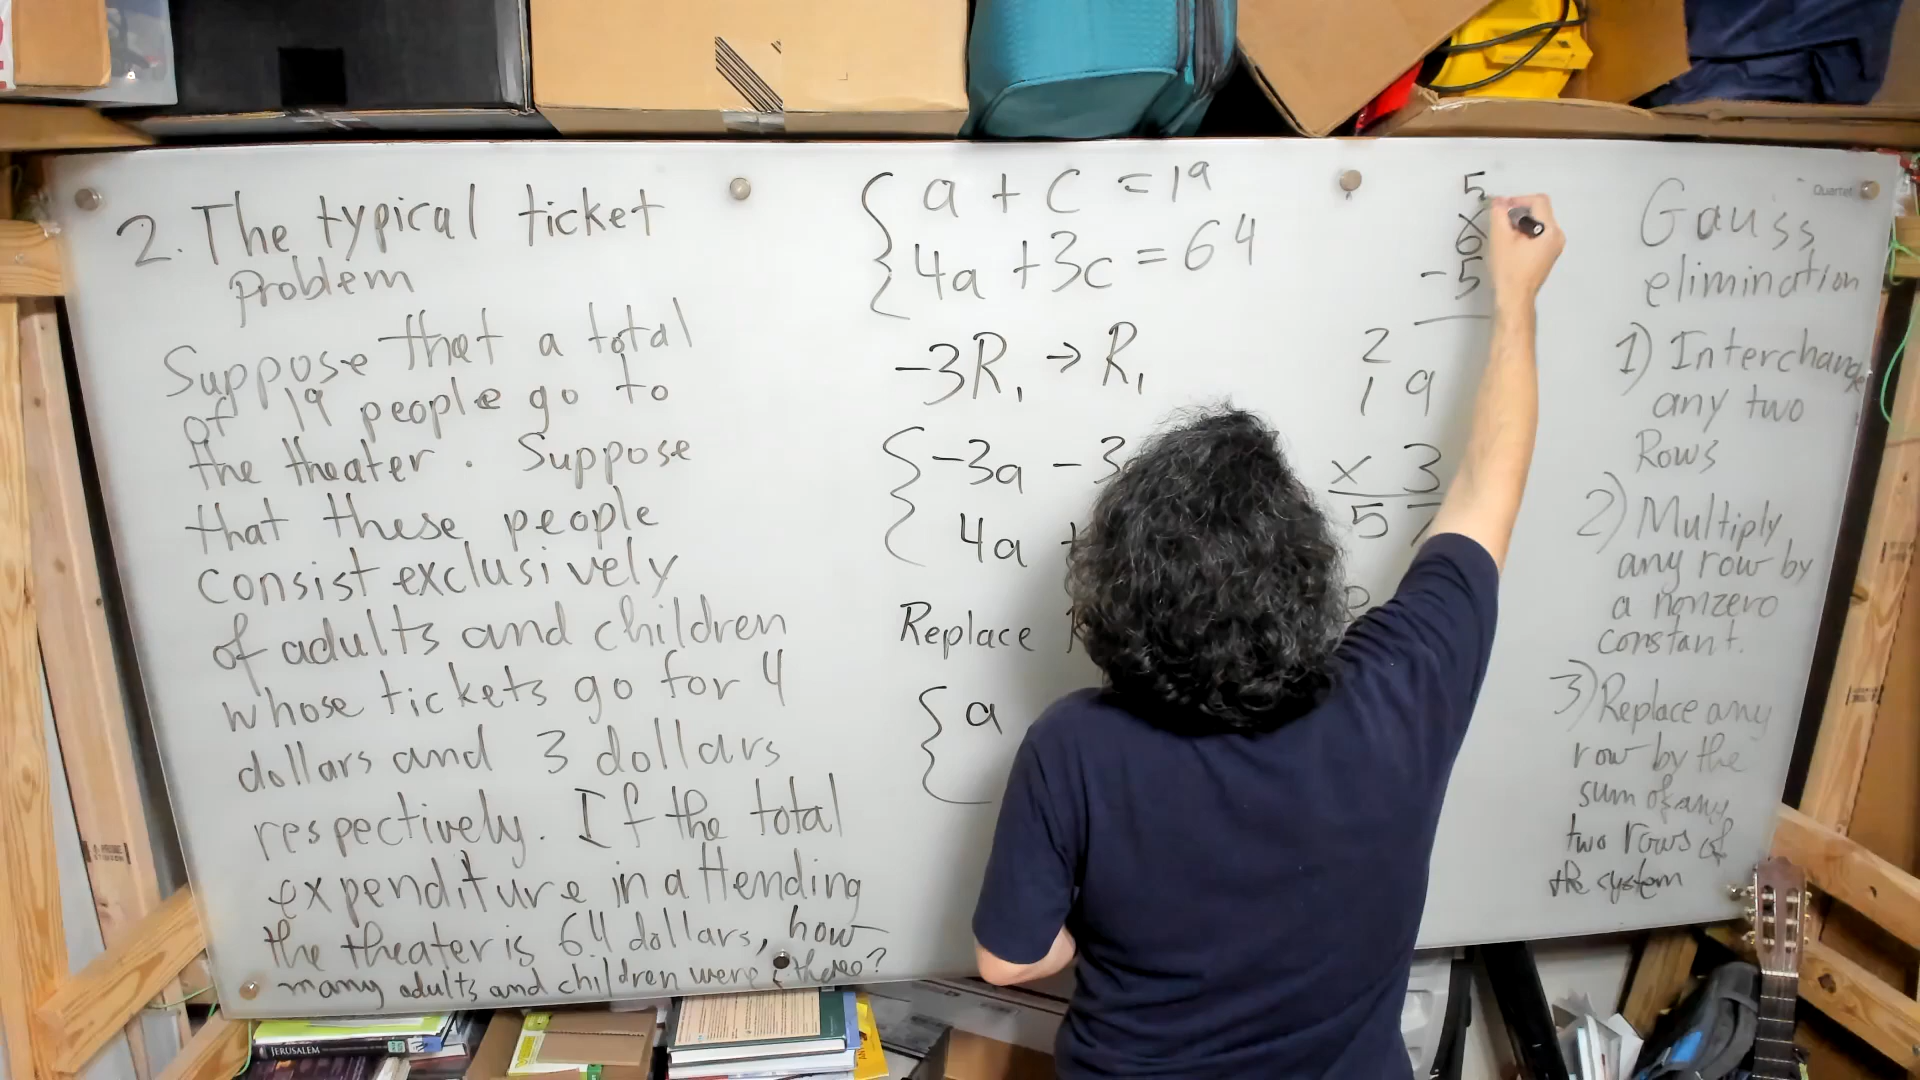 2. The typical ticket
problem
Suppose that a total
of 19 people go to
the theater. Suppose
that these people
consist exclusively
of adults and children
whose tickets go for 4
dollars and 3 dollars
respectively. If the total
expenditure in attending
the theater is 64 dollars, how
many adults and children were there?
a + c = 19
4a + 3c = 64
-3R₁ → R₁
-3a - 3
4a +
Replace
a
5
6
-5
2
19
x 3
5
Quartet
Gauss
elimination
1) Interchange
any two
Rows
2) Multiply
any row by
a nonzero
constant.
3) Replace any
row by the
sum of any
two rows of
the system
JERUSALEM